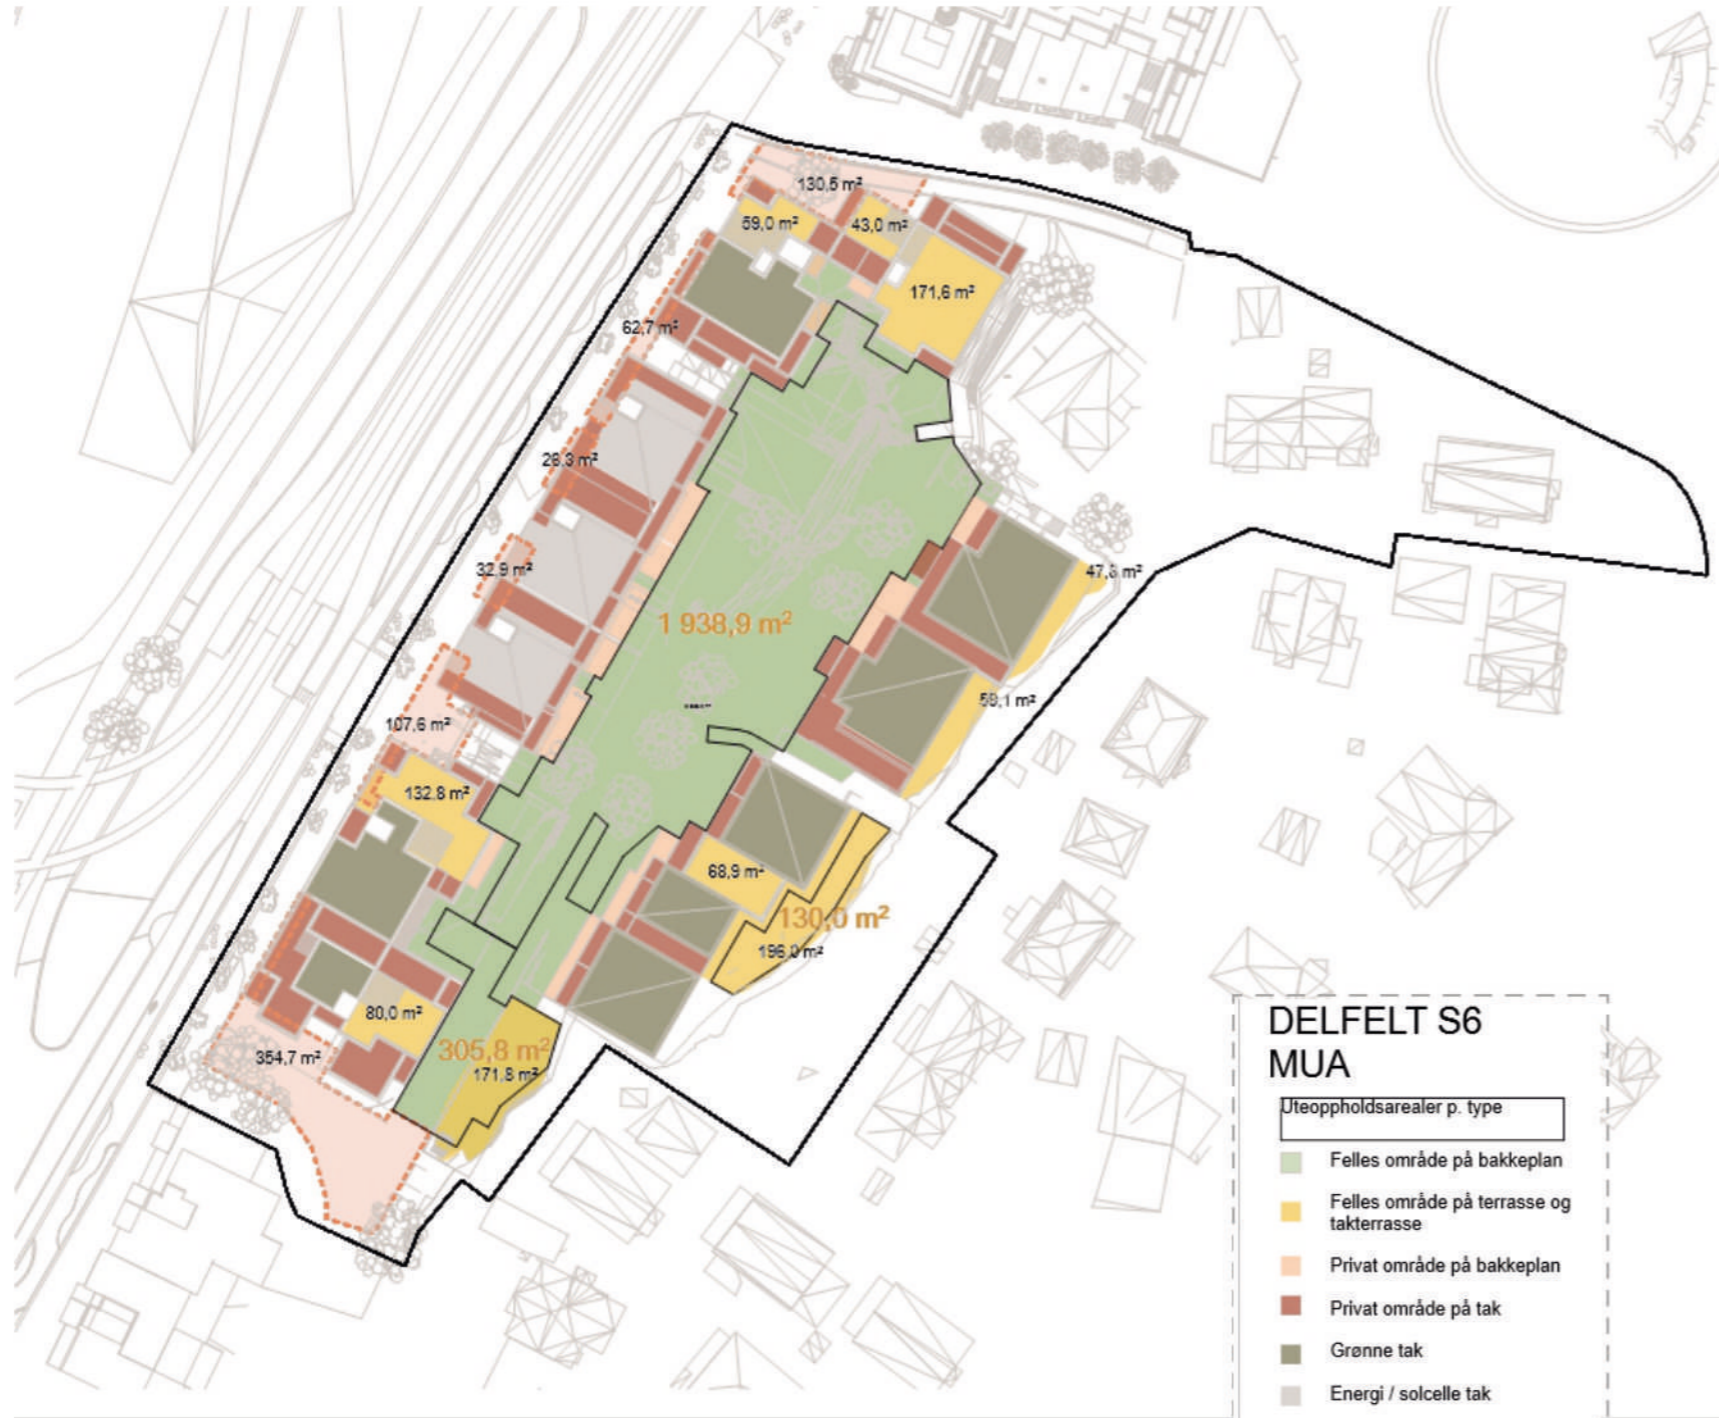 130,5 m²
59,0 m²
43,0 m²
171,6 m²
62,7 m²
28,3 m²
32,9 m²
47,3 m²
1 938,9 m²
59,1 m²
107,6 m²
132,8 m²
68,9 m²
130,0 m²
196,0 m²
80,0 m²
354,7 m²
305,8 m²
171,8 m²
DELFELT S6
MUA
Uteoppholdsarealer p. type
Felles område på bakkeplan
Felles område på terrasse og
takterrasse
Privat område på bakkeplan
Privat område på tak
Grønne tak
Energi / solcelle tak